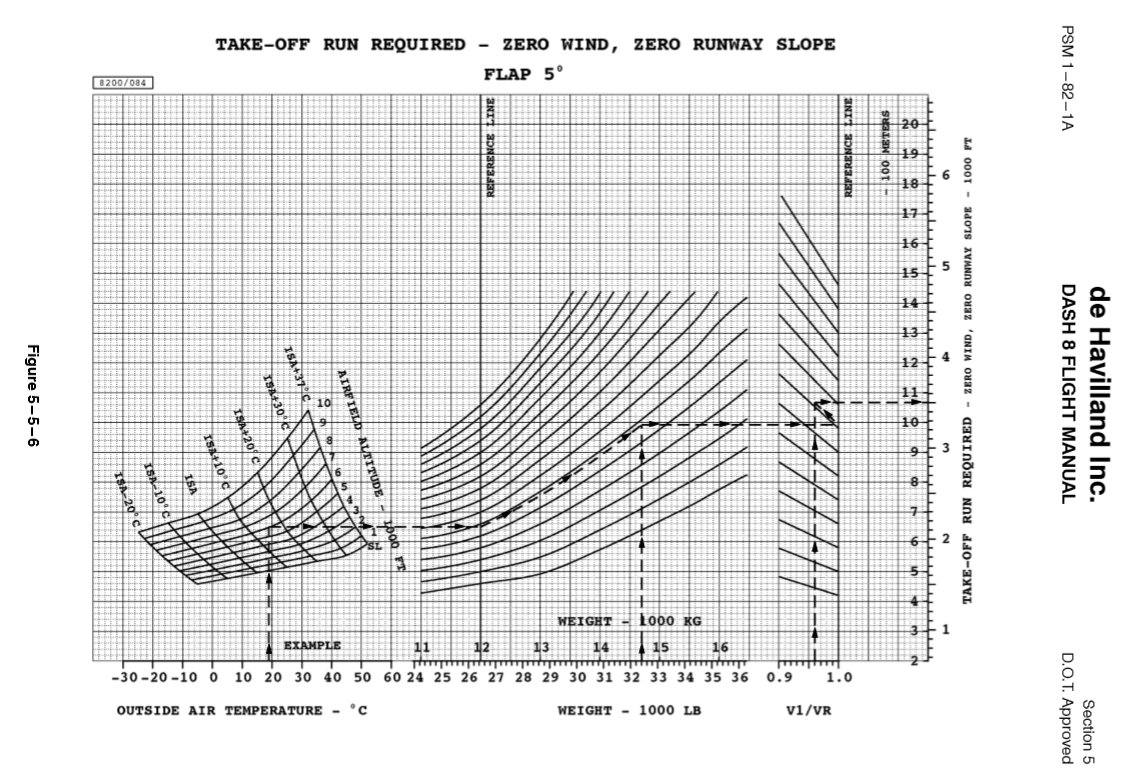 TAKE-OFF RUN REQUIRED - ZERO WIND, ZERO RUNWAY SLOPE
FLAP 5°
8200/084
REFERENCE LINE
REFERENCE LINE
ISA-20°C
ISA-10°C
ISA
ISA+10°C
ISA+20°C
ISA+30°C
ISA+37°C
10
9
8
7
6
5
4
3
SL
AIRFIELD ALTITUDE - 1000 FT
EXAMPLE
WEIGHT - 1000 KG
11 12 13 14 15 16
-30 -20 -10 0 10 20 30 40 50 60 24 25 26 27 28 29 30 31 32 33 34 35 36 0.9 1.0
OUTSIDE AIR TEMPERATURE - °C WEIGHT - 1000 LB V1/VR
- 100 METERS
20
19
18
17
16
15
14
13
12
11
10
9
8
7
6
5
4
3
2
6
5
4
3
2
1
TAKE-OFF RUN REQUIRED - ZERO WIND, ZERO RUNWAY SLOPE - 1000 FT
PSM 1-82-1A
de Havilland Inc.
DASH 8 FLIGHT MANUAL
Section 5
D.O.T. Approved
Figure 5-5-6